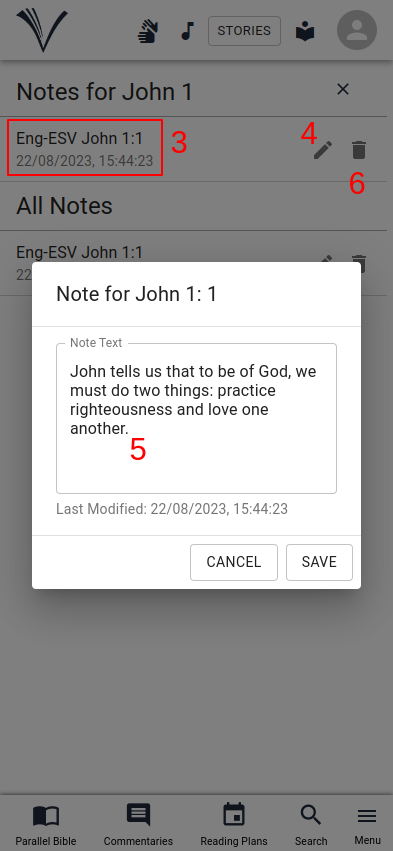 STORIES
Notes for John 1
Eng-ESV John 1:1
3
4
22/08/2023, 15:44:23
6
All Notes
Eng-ESV John 1:1
22
Note for John 1: 1
Note Text
John tells us that to be of God, we
must do two things: practice
righteousness and love one
another.
5
Last Modified: 22/08/2023, 15:44:23
CANCEL
SAVE
Parallel Bible
Commentaries
Reading Plans
Search
Menu